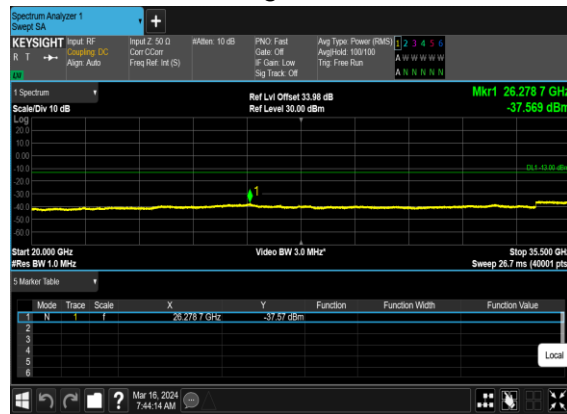 Spectrum Analyzer 1
Swept SA
KEYSIGHT Input: RF Input Z: 50 Ω #Atten: 10 dB PNO: Fast Avg Type: Power (RMS) 1 2 3 4 5 6
R T Coupling: DC Corr CCorr Gate: Off Avg|Hold: 100/100 A W W W W W
Align: Auto Freq Ref: Int (S) IF Gain: Low Trig: Free Run
Sig Track: Off A N N N N N
1 Spectrum Ref Lvl Offset 33.98 dB Mkr1 26.278 7 GHz
Scale/Div 10 dB Ref Level 30.00 dBm -37.569 dBm
Log
20.0
10.0
0.00
-10.0
DL1 -13.00 dBm
-20.0
-30.0
1
-40.0
-50.0
-60.0
Start 20.000 GHz Video BW 3.0 MHz* Stop 35.500 GHz
#Res BW 1.0 MHz Sweep 26.7 ms (40001 pts)
5 Marker Table
Mode Trace Scale X Y Function Function Width Function Value
1 N 1 f 26.278 7 GHz -37.57 dBm
2
3
4
5
6
Local
? Mar 16, 2024
7:44:14 AM